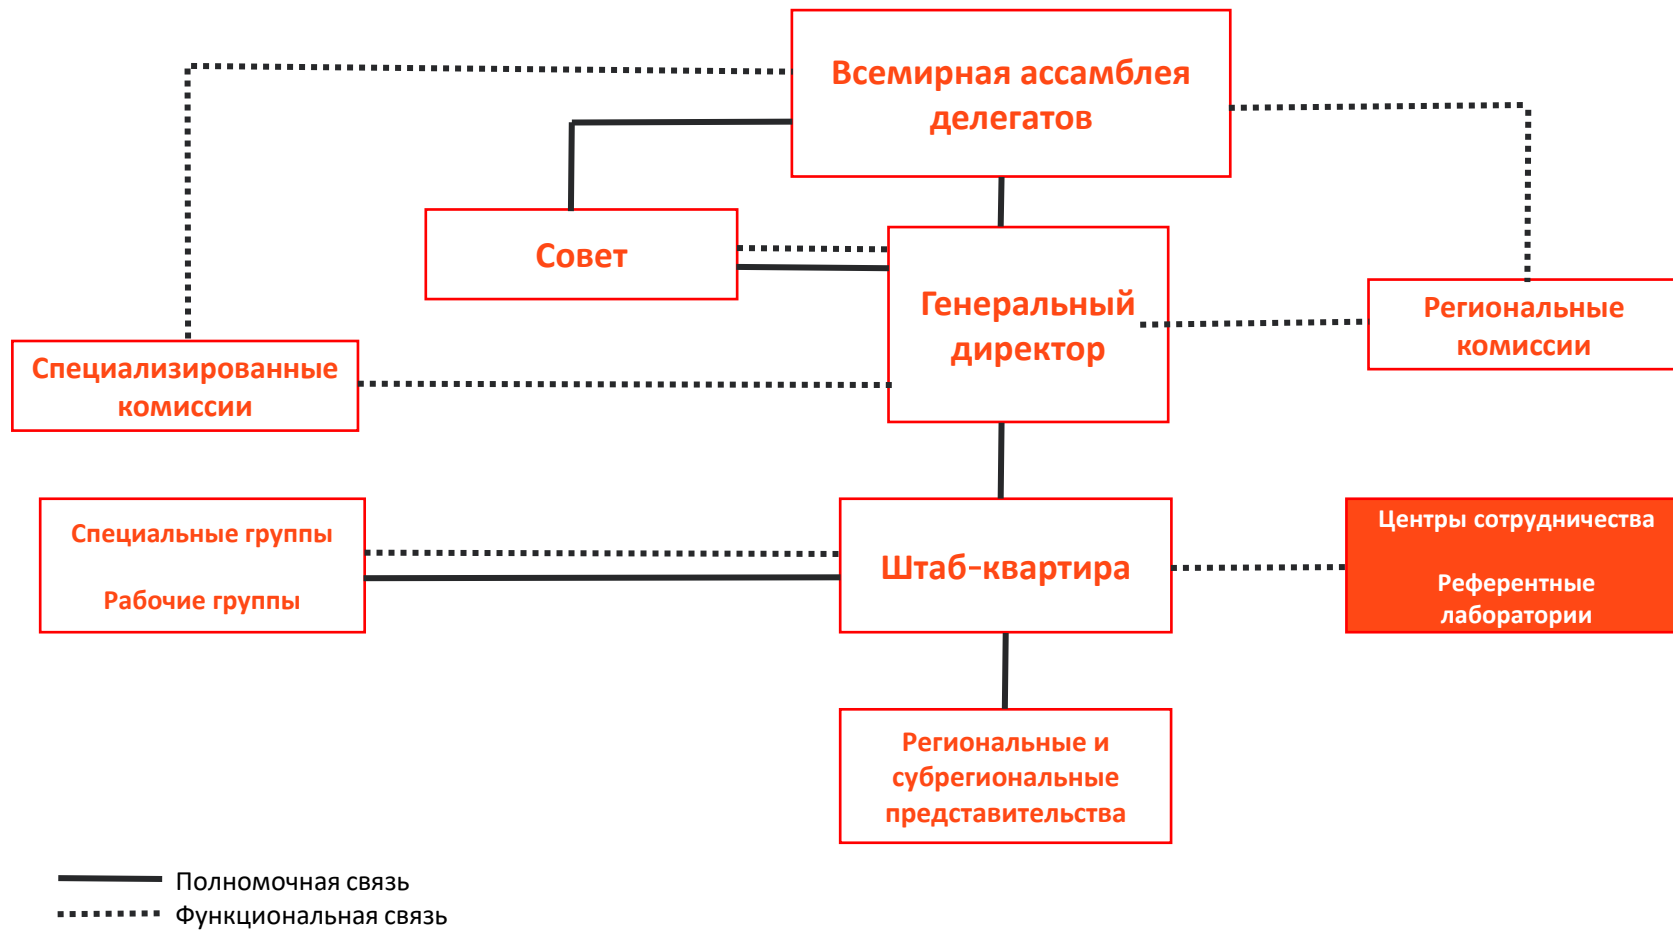 Всемирная ассамблея
делегатов
Совет
Генеральный
директор
Региональные
комиссии
Специализированные
комиссии
Специальные группы
Рабочие группы
Штаб-квартира
Центры сотрудничества
Референтные
лаборатории
Региональные и
субрегиональные
представительства
Полномочная связь
Функциональная связь